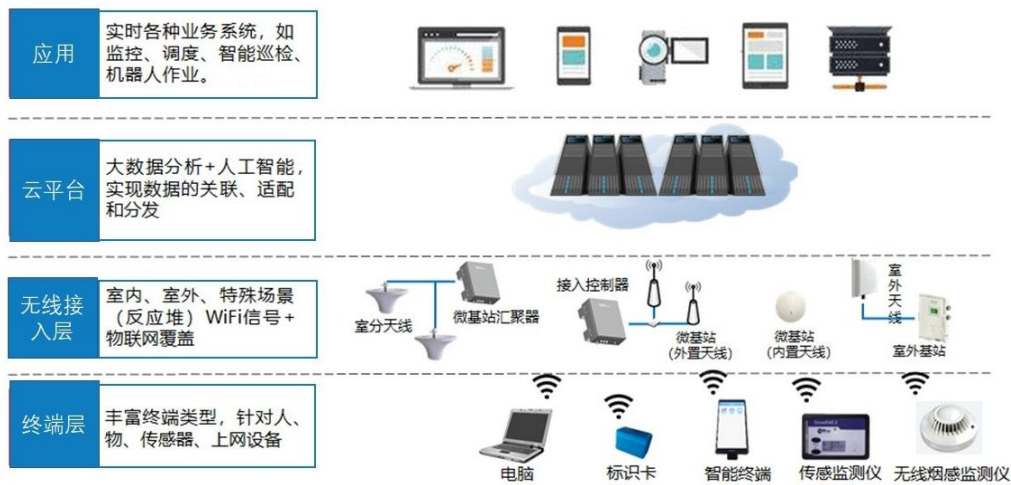 应用
实时各种业务系统，如
监控、调度、智能巡检、
机器人作业。
云平台
大数据分析+人工智能，
实现数据的关联、适配
和分发
无线接
入层
室内、室外、特殊场景
（反应堆）WiFi信号+
物联网覆盖
室分天线
微基站汇聚器
接入控制器
微基站
（外置天线）
微基站
（内置天线）
室外天线
室外基站
终端层
丰富终端类型，针对人、
物、传感器、上网设备
电脑
标识卡
智能终端
传感监测仪
无线烟感监测仪